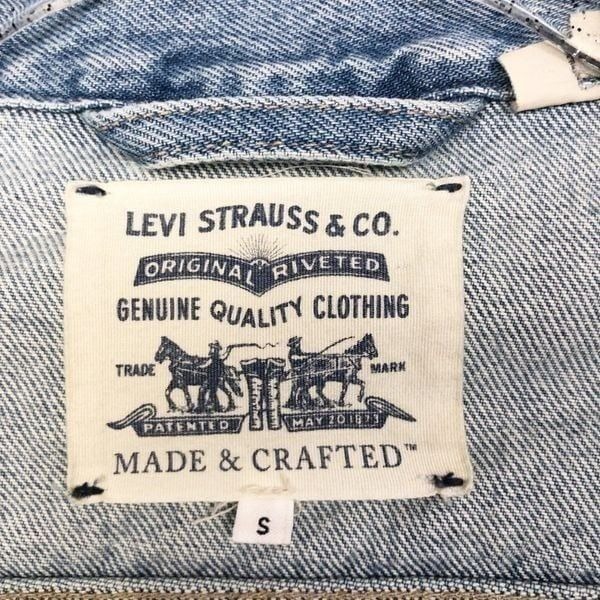 LEVI STRAUSS & CO.
ORIGINAL RIVETED
GENUINE QUALITY CLOTHING
TRADE MARK
PATENTED MAY 20 1873
MADE & CRAFTED™
S